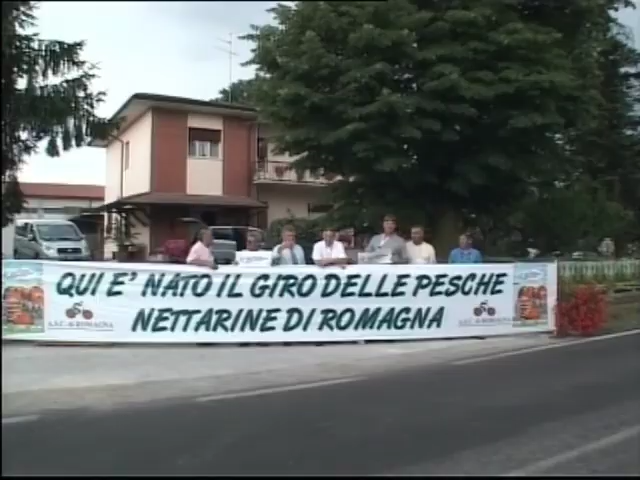 QUI E' NATO IL GIRO DELLE PESCHE
NETTARINE DI ROMAGNA